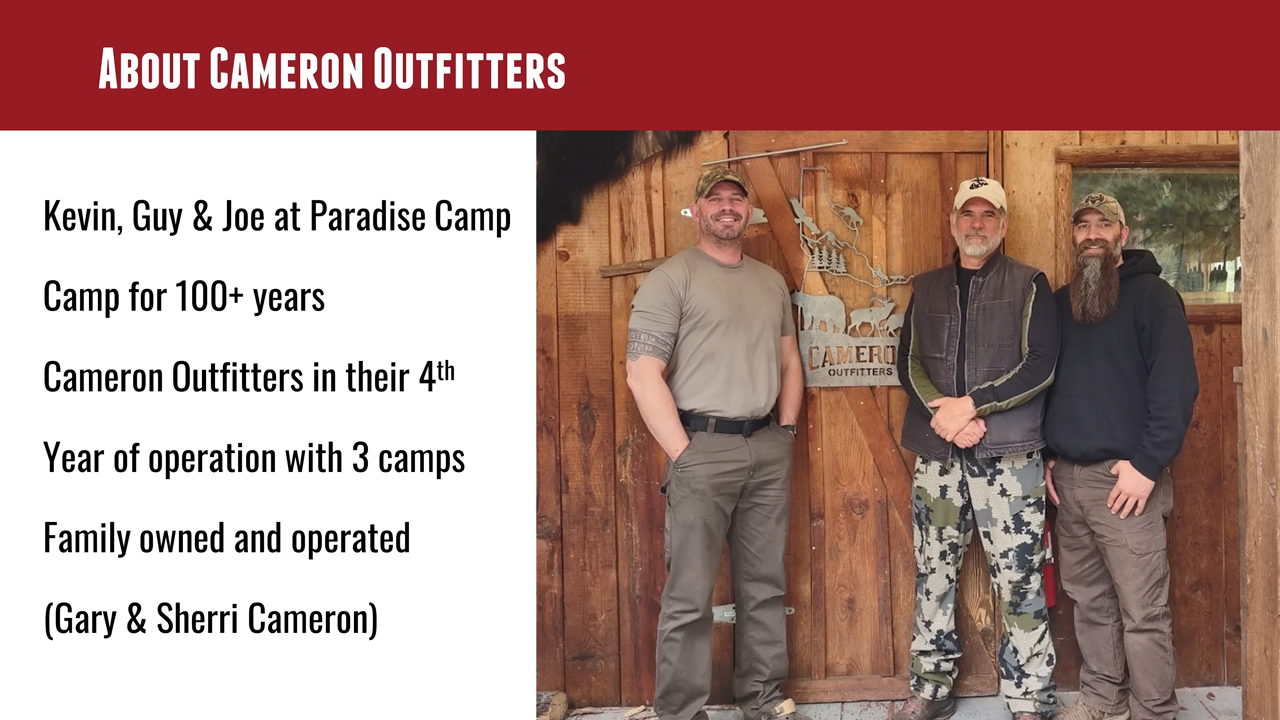 About Cameron Outfitters
Kevin, Guy & Joe at Paradise Camp
Camp for 100+ years
Cameron Outfitters in their 4th
Year of operation with 3 camps
Family owned and operated
(Gary & Sherri Cameron)
CAMERO
OUTFITTERS